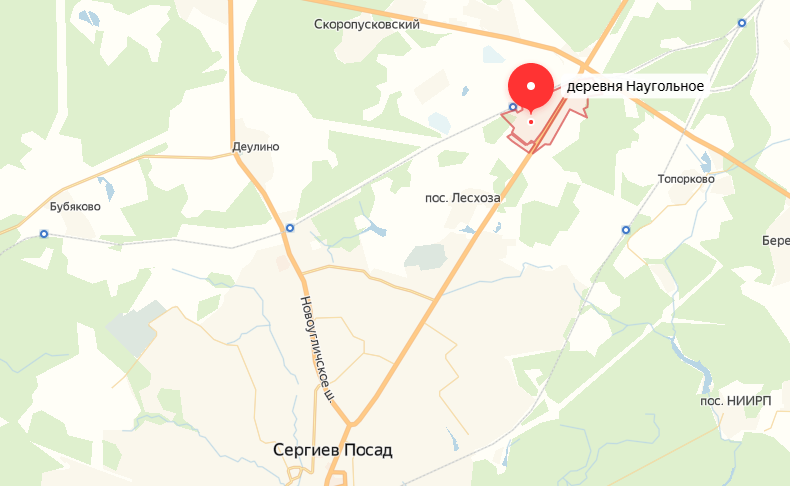 Скоропусковский
деревня Наугольное
Деулино
Топорково
пос. Лесхоза
Бубяково
Бере
Новоугличское ш.
пос. НИИРП
Сергиев Посад